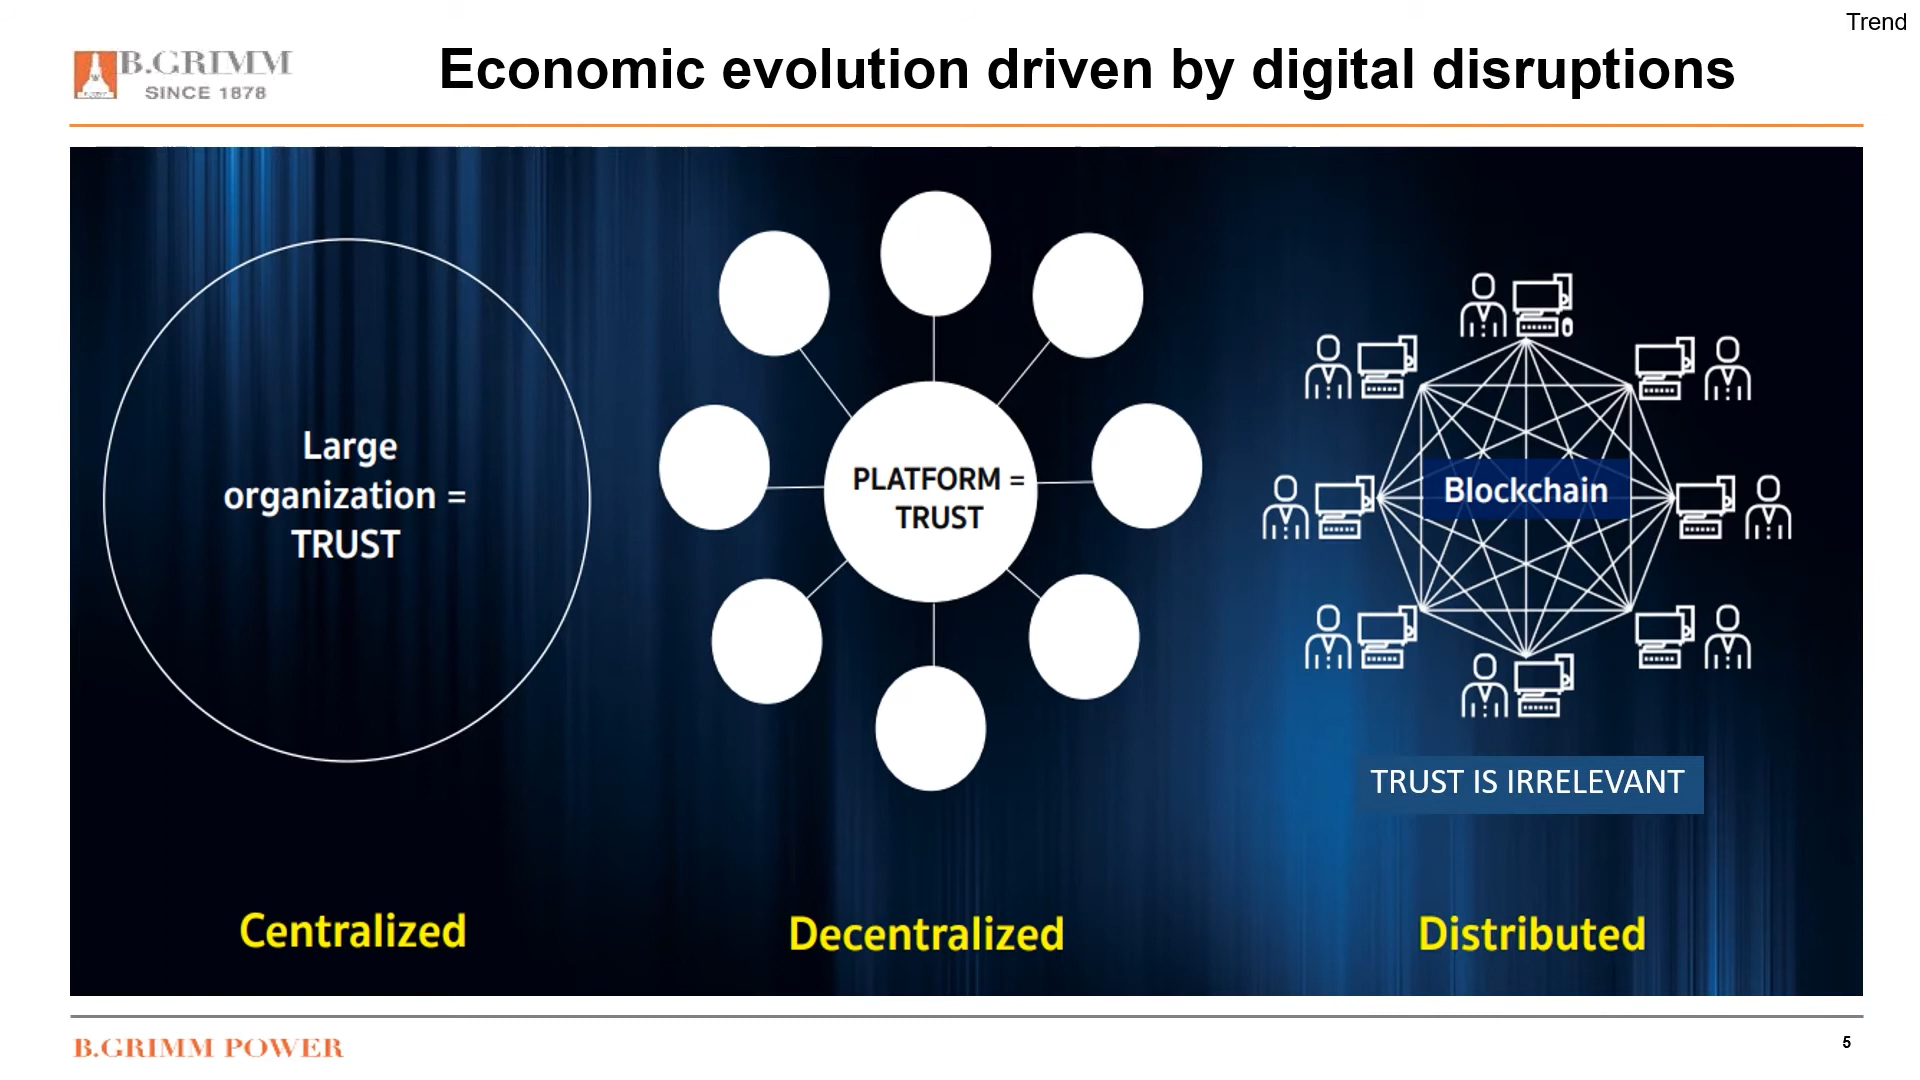 Trend
B.GRIMM
SINCE 1878
Economic evolution driven by digital disruptions
Large
organization =
TRUST
PLATFORM =
TRUST
Blockchain
TRUST IS IRRELEVANT
Centralized
Decentralized
Distributed
B.GRIMM POWER
5